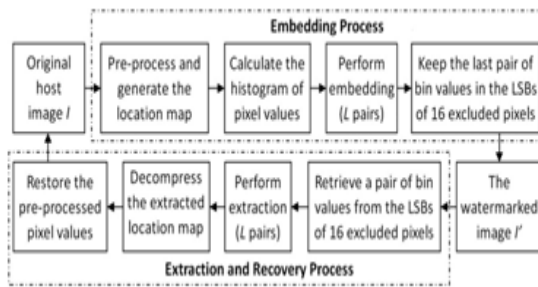 Embedding Process
Original
host
image I
Pre-process and
generate the
location map
Calculate the
histogram of
pixel values
Perform
embedding
(L pairs)
Keep the last pair of
bin values in the LSBs
of 16 excluded pixels
Restore the
pre-processed
pixel values
Decompress
the extracted
location map
Perform
extraction
(L pairs)
Retrieve a pair of bin
values from the LSBs
of 16 excluded pixels
The
watermarked
image I'
Extraction and Recovery Process